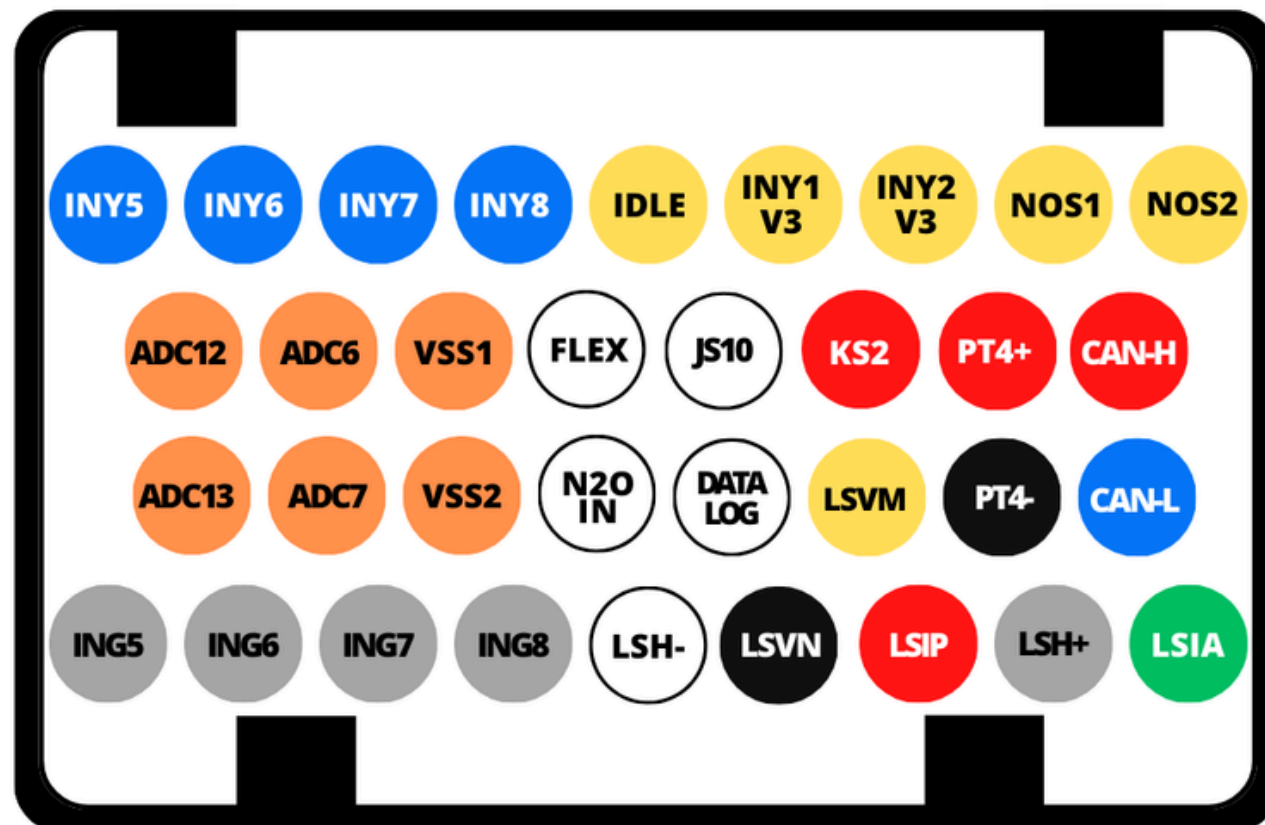 INY5 INY6 INY7 INY8 IDLE INY1 V3 INY2 V3 NOS1 NOS2
ADC12 ADC6 VSS1 FLEX JS10 KS2 PT4+ CAN-H
ADC13 ADC7 VSS2 N2O IN DATA LOG LSVM PT4- CAN-L
ING5 ING6 ING7 ING8 LSH- LSVN LSIP LSH+ LSIA